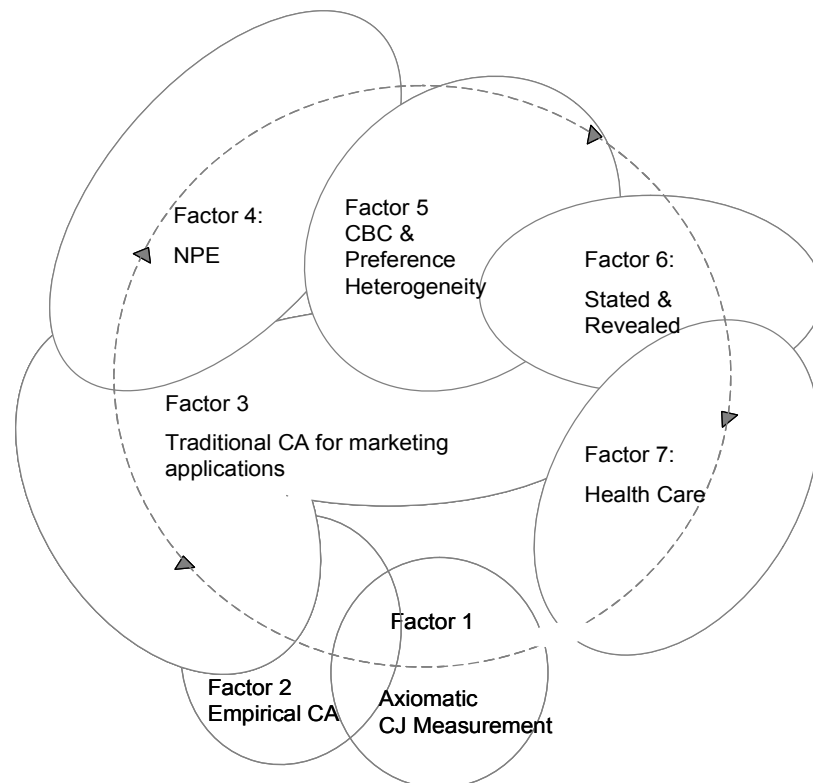 Factor 4:
NPE
Factor 5
CBC &
Preference
Heterogeneity
Factor 6:
Stated &
Revealed
Factor 3
Traditional CA for marketing
applications
Factor 7:
Health Care
Factor 1
Axiomatic
CJ Measurement
Factor 2
Empirical CA